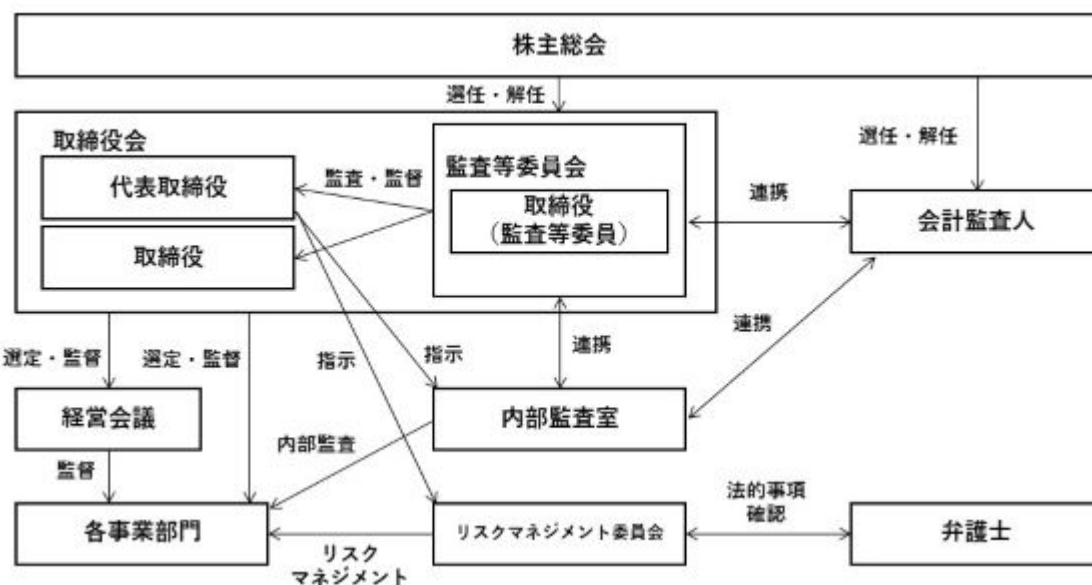 株主総会
選任・解任
選任・解任
取締役会
監査等委員会
代表取締役
監査・監督
取締役
（監査等委員）
連携
会計監査人
取締役
連携
選定・監督
選定・監督
指示
指示
連携
経営会議
内部監査室
内部監査
監督
法的事項
確認
各事業部門
リスクマネジメント委員会
弁護士
リスク
マネジメント